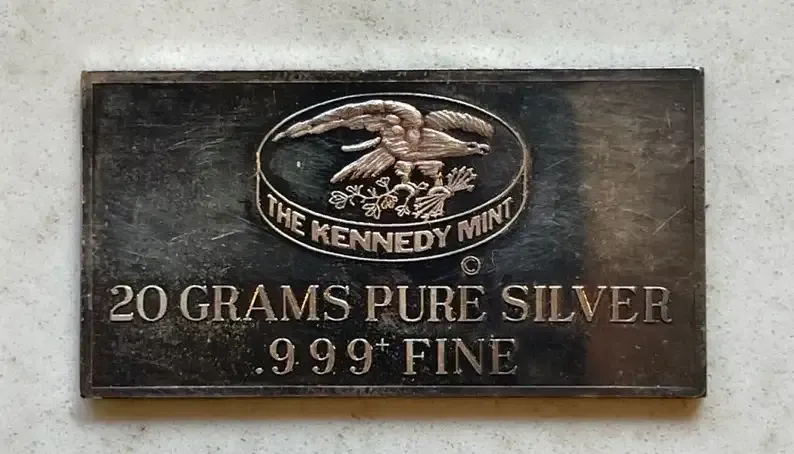 THE KENNEDY MINT
©
20 GRAMS PURE SILVER
.999+ FINE